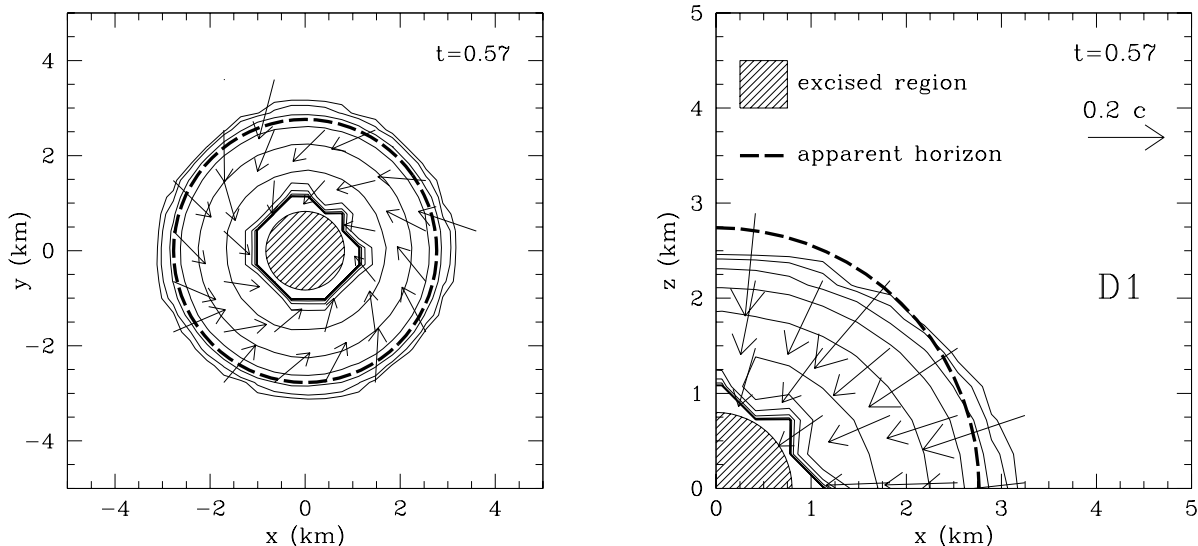 t=0.57
4
2
0
−2
−4
y (km)
−4 −2 0 2 4
x (km)
t=0.57
excised region
0.2 c
apparent horizon
D1
5
4
3
2
1
0
z (km)
0 1 2 3 4 5
x (km)